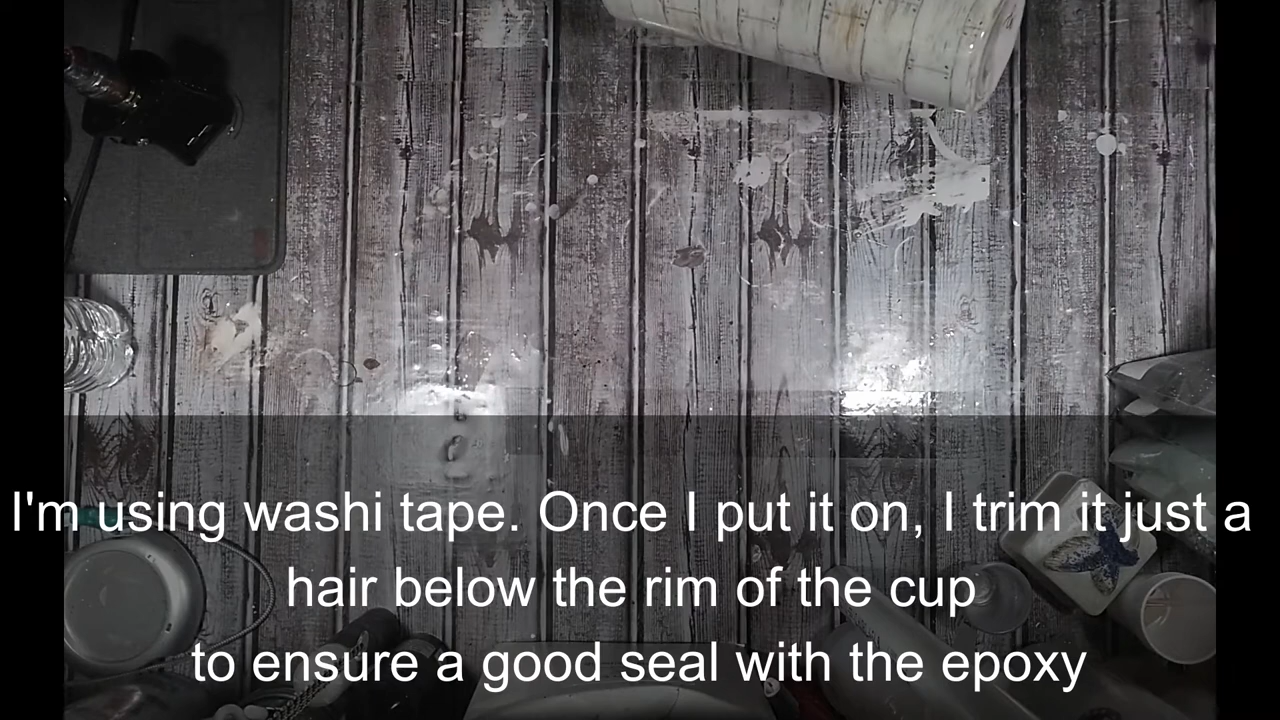 I'm using washi tape. Once I put it on, I trim it just a
hair below the rim of the cup
to ensure a good seal with the epoxy